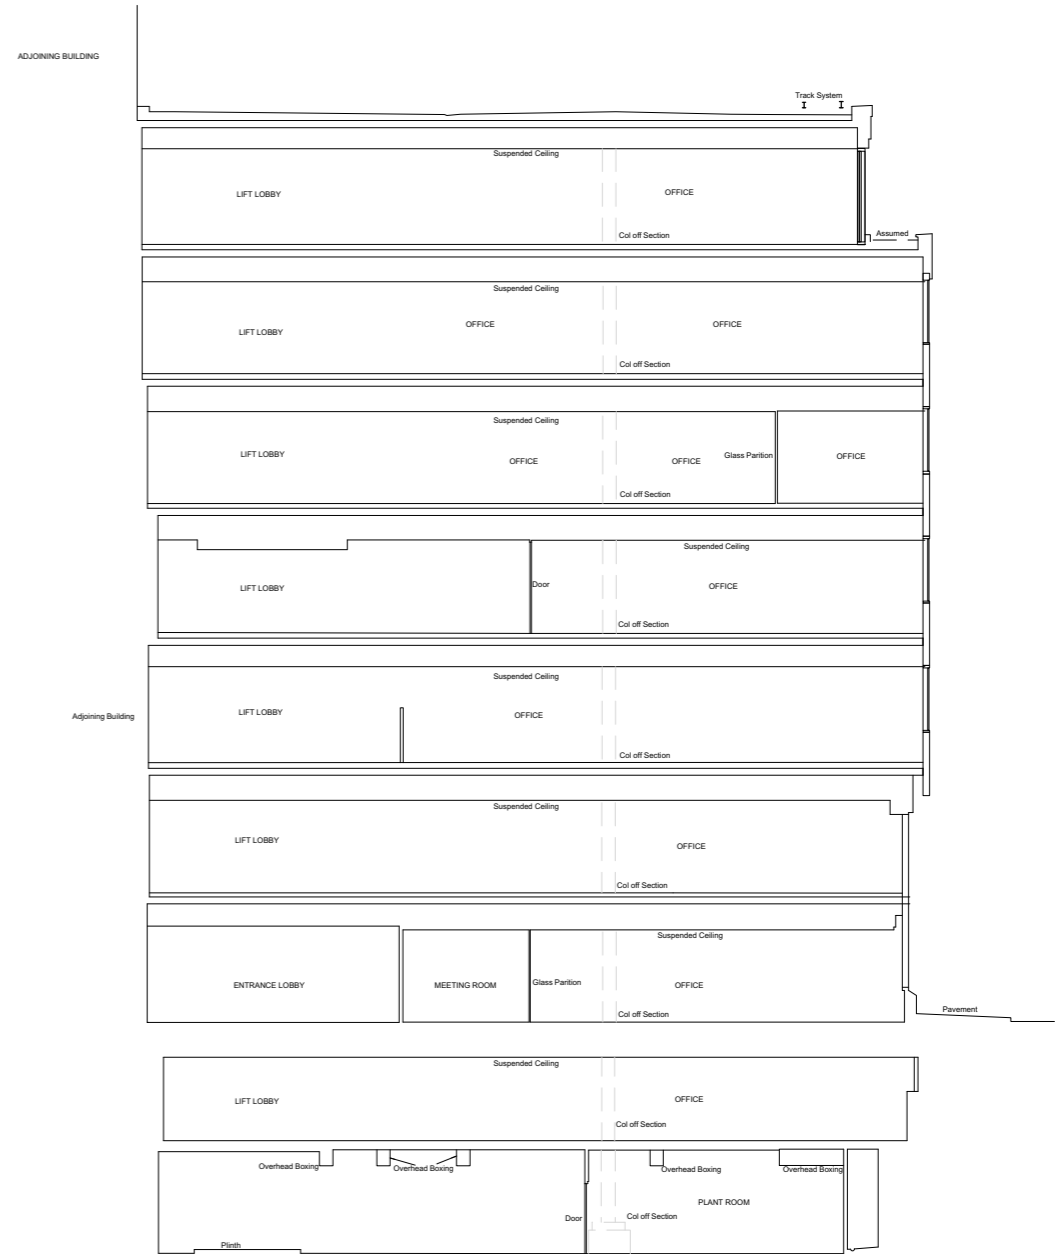 ADJOINING BUILDING
Track System
Suspended Ceiling
LIFT LOBBY
OFFICE
Col off Section
Assumed
Suspended Ceiling
LIFT LOBBY
OFFICE
OFFICE
Col off Section
Suspended Ceiling
LIFT LOBBY
OFFICE
OFFICE
Glass Parition
OFFICE
Col off Section
Suspended Ceiling
LIFT LOBBY
Door
OFFICE
Col off Section
Suspended Ceiling
Adjoining Building
LIFT LOBBY
OFFICE
Col off Section
Suspended Ceiling
LIFT LOBBY
OFFICE
Col off Section
Suspended Ceiling
ENTRANCE LOBBY
MEETING ROOM
Glass Parition
OFFICE
Col off Section
Pavement
Suspended Ceiling
LIFT LOBBY
OFFICE
Col off Section
Overhead Boxing
Overhead Boxing
Overhead Boxing
Overhead Boxing
PLANT ROOM
Door
Col off Section
Plinth